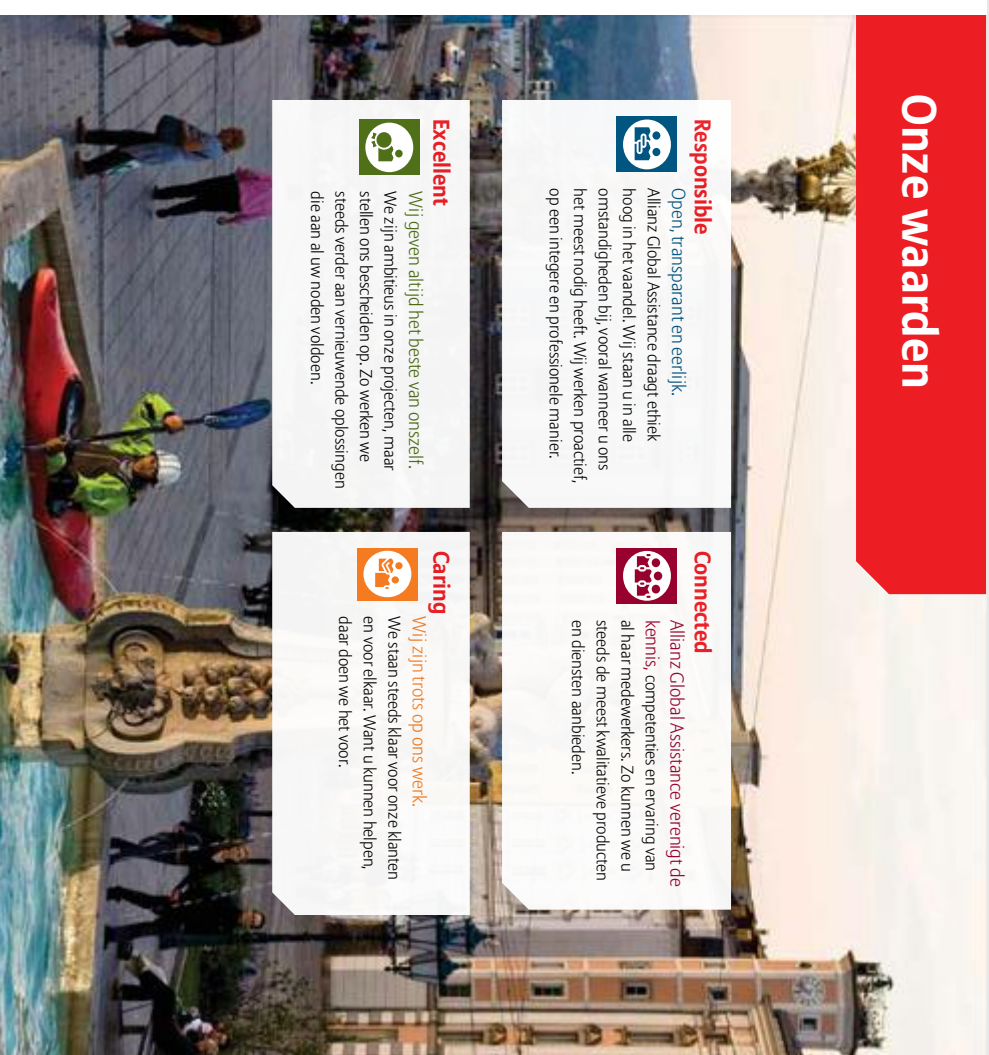 Onze waarden
Responsible
Open, transparant en eerlijk.
Allianz Global Assistance draagt ethiek
hoog in het vaandel. Wij staan u in alle
omstandigheden bij, vooral wanneer u ons
het meest nodig heeft. Wij werken proactief,
op een integere en professionele manier.
Connected
Allianz Global Assistance verenigt de
kennis, competenties en ervaring van
al haar medewerkers. Zo kunnen we u
steeds de meest kwalitatieve producten
en diensten aanbieden.
Excellent
Wij geven altijd het beste van onszelf.
We zijn ambitieus in onze projecten, maar
stellen ons bescheiden op. Zo werken we
steeds verder aan vernieuwende oplossingen
die aan al uw noden voldoen.
Caring
Wij zijn trots op ons werk.
We staan steeds klaar voor onze klanten
en voor elkaar. Want u kunnen helpen,
daar doen we het voor.